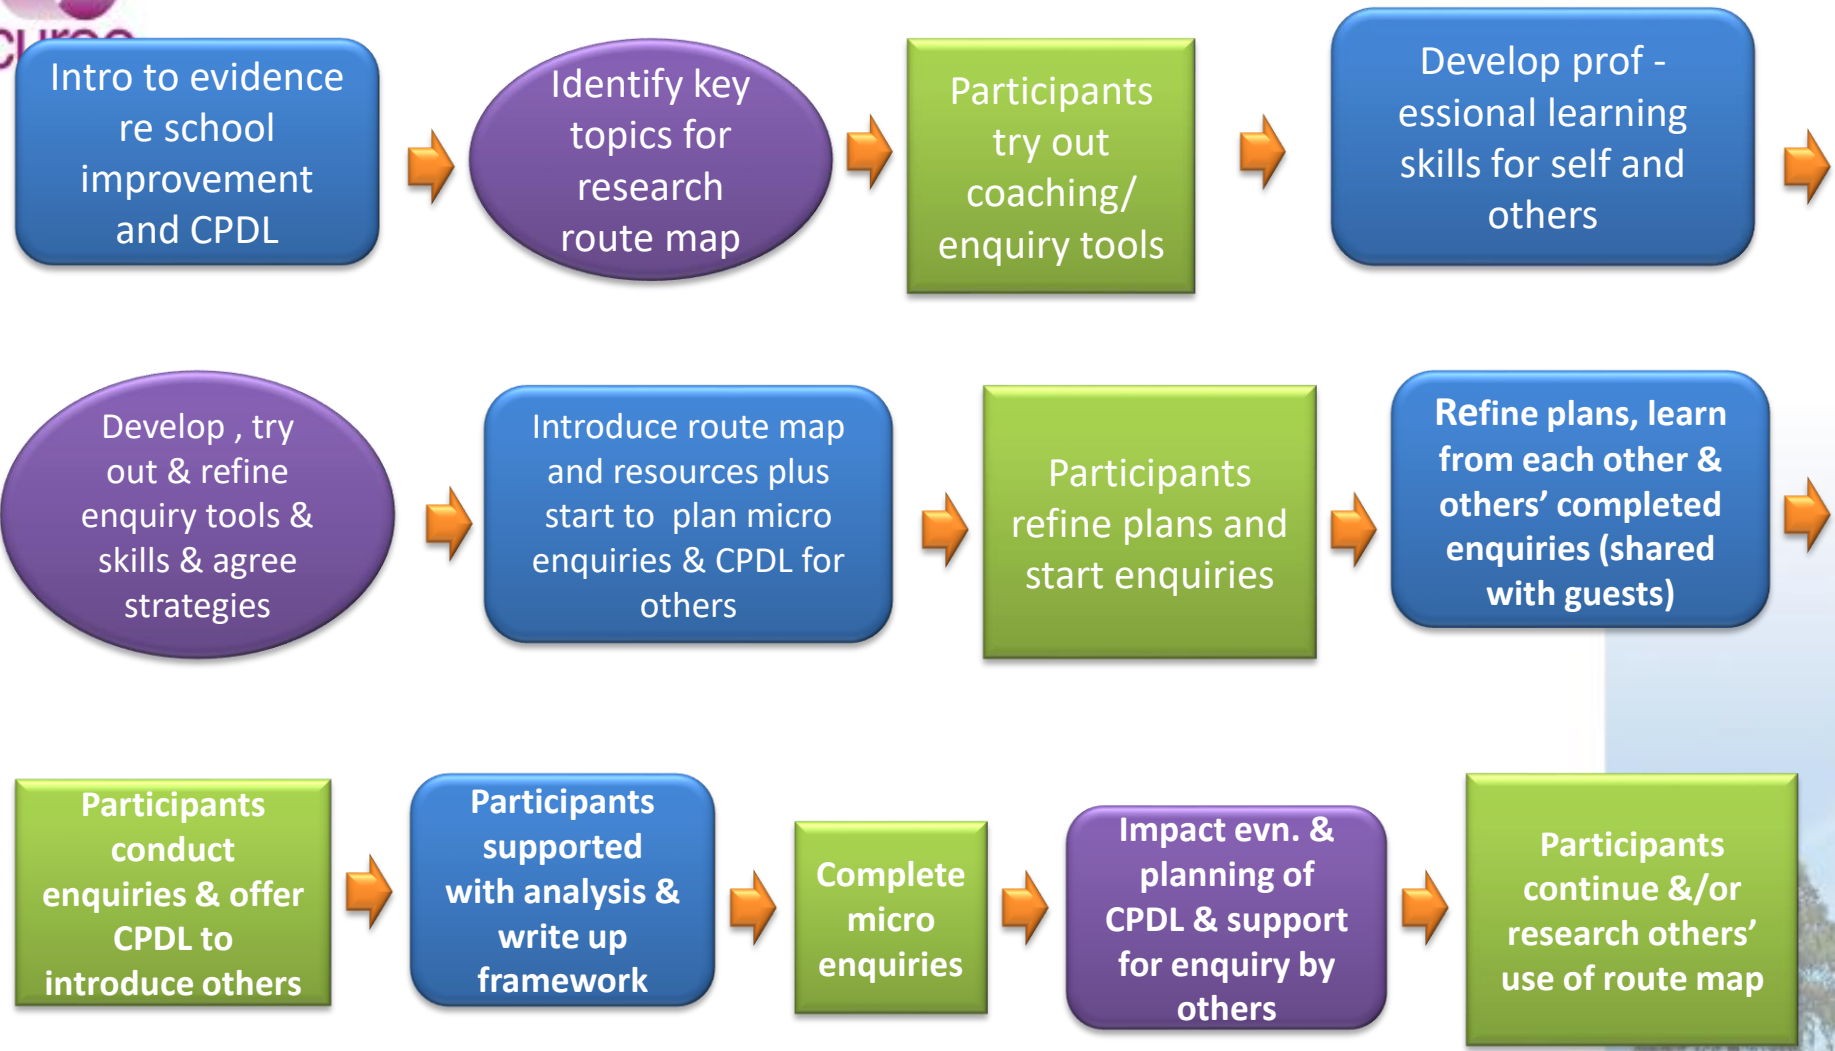 curee
Intro to evidence
re school
improvement
and CPDL
Identify key
topics for
research
route map
Participants
try out
coaching/
enquiry tools
Develop prof -
essional learning
skills for self and
others
Develop , try
out & refine
enquiry tools &
skills & agree
strategies
Introduce route map
and resources plus
start to plan micro
enquiries & CPDL for
others
Participants
refine plans and
start enquiries
Refine plans, learn
from each other &
others’ completed
enquiries (shared
with guests)
Participants
conduct
enquiries & offer
CPDL to
introduce others
Participants
supported
with analysis &
write up
framework
Complete
micro
enquiries
Impact evn. &
planning of
CPDL & support
for enquiry by
others
Participants
continue &/or
research others’
use of route map